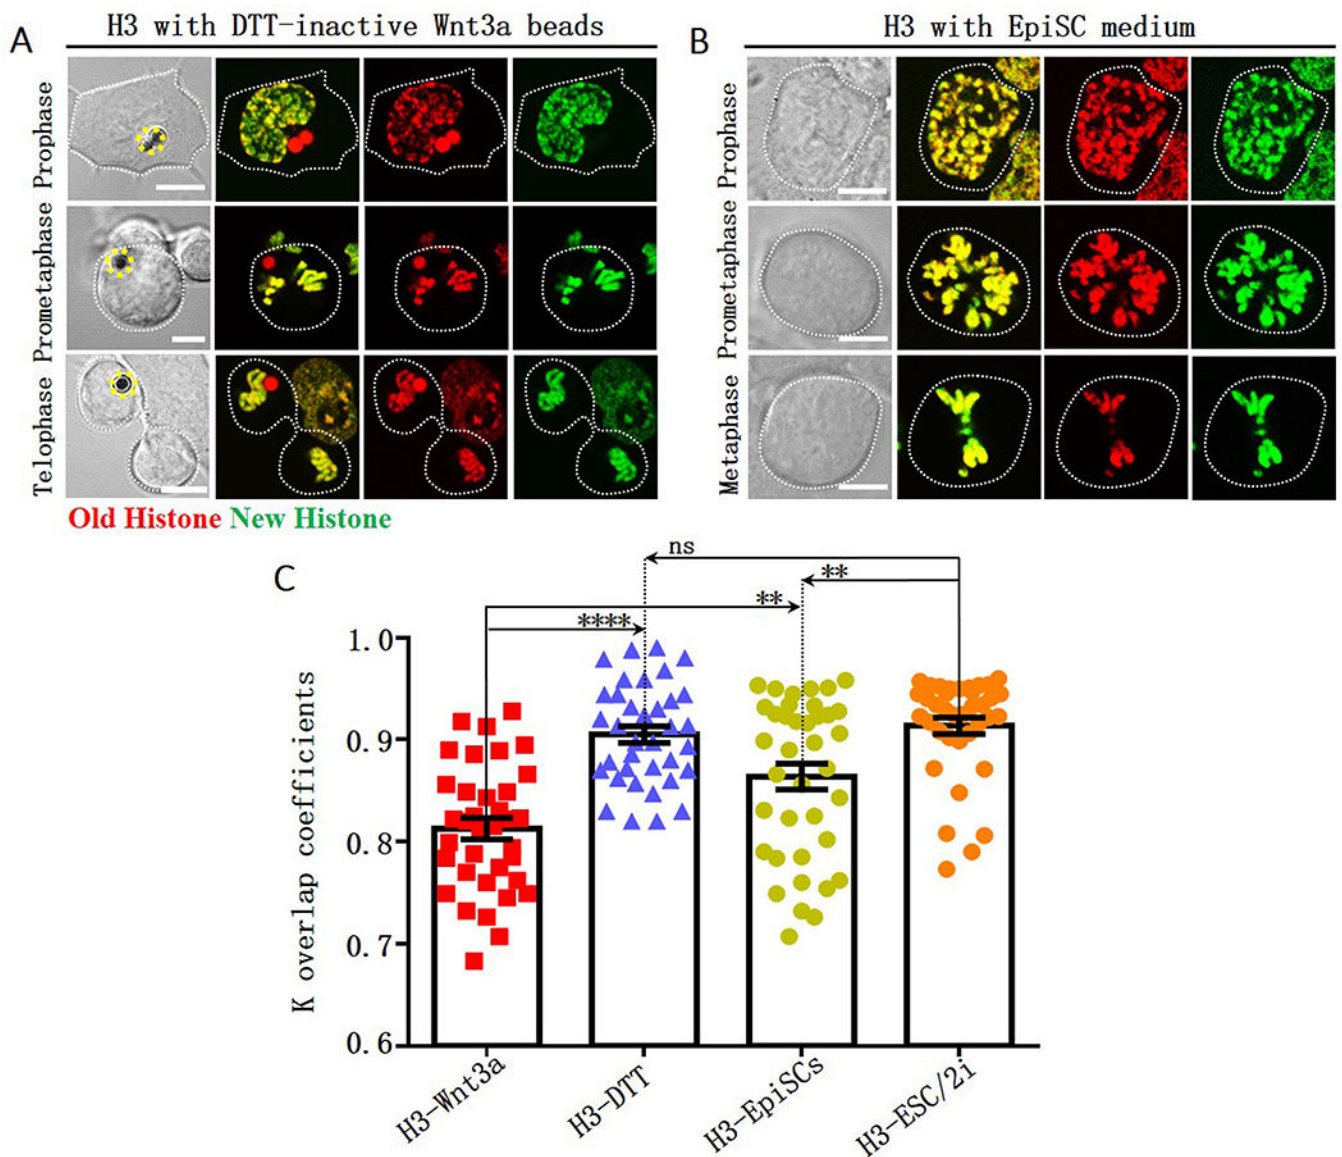 A
H3 with DTT-inactive Wnt3a beads
Prophase
Prometaphase
Telophase
Old Histone New Histone
B
H3 with EpiSC medium
Prophase
Prometaphase
Metaphase
C
ns
**
**
****
K overlap coefficients
1.0
0.9
0.8
0.7
0.6
H3-Wnt3a
H3-DTT
H3-EpiSCs
H3-ESC/2i